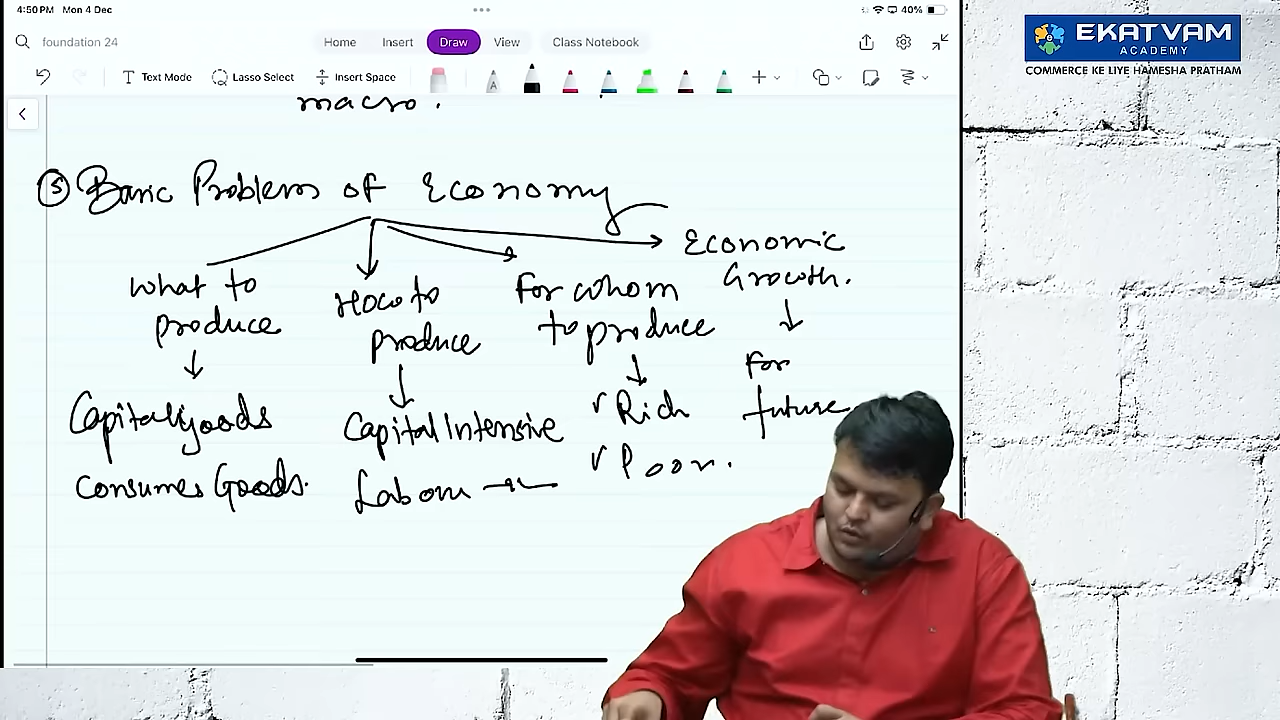 4:50 PM Mon 4 Dec
40%
foundation 24
Home Insert Draw View Class Notebook
Text Mode Lasso Select Insert Space
EKATVAM
ACADEMY
COMMERCE KE LIYE HAMESHA PRATHAM
macro.
5 Basic Problems of Economy
What to produce
Capital goods
Consumer Goods.
How to produce
Capital Intensive
Labour -"-
For whom to produce
Rich
Poor.
Economic Growth.
For future